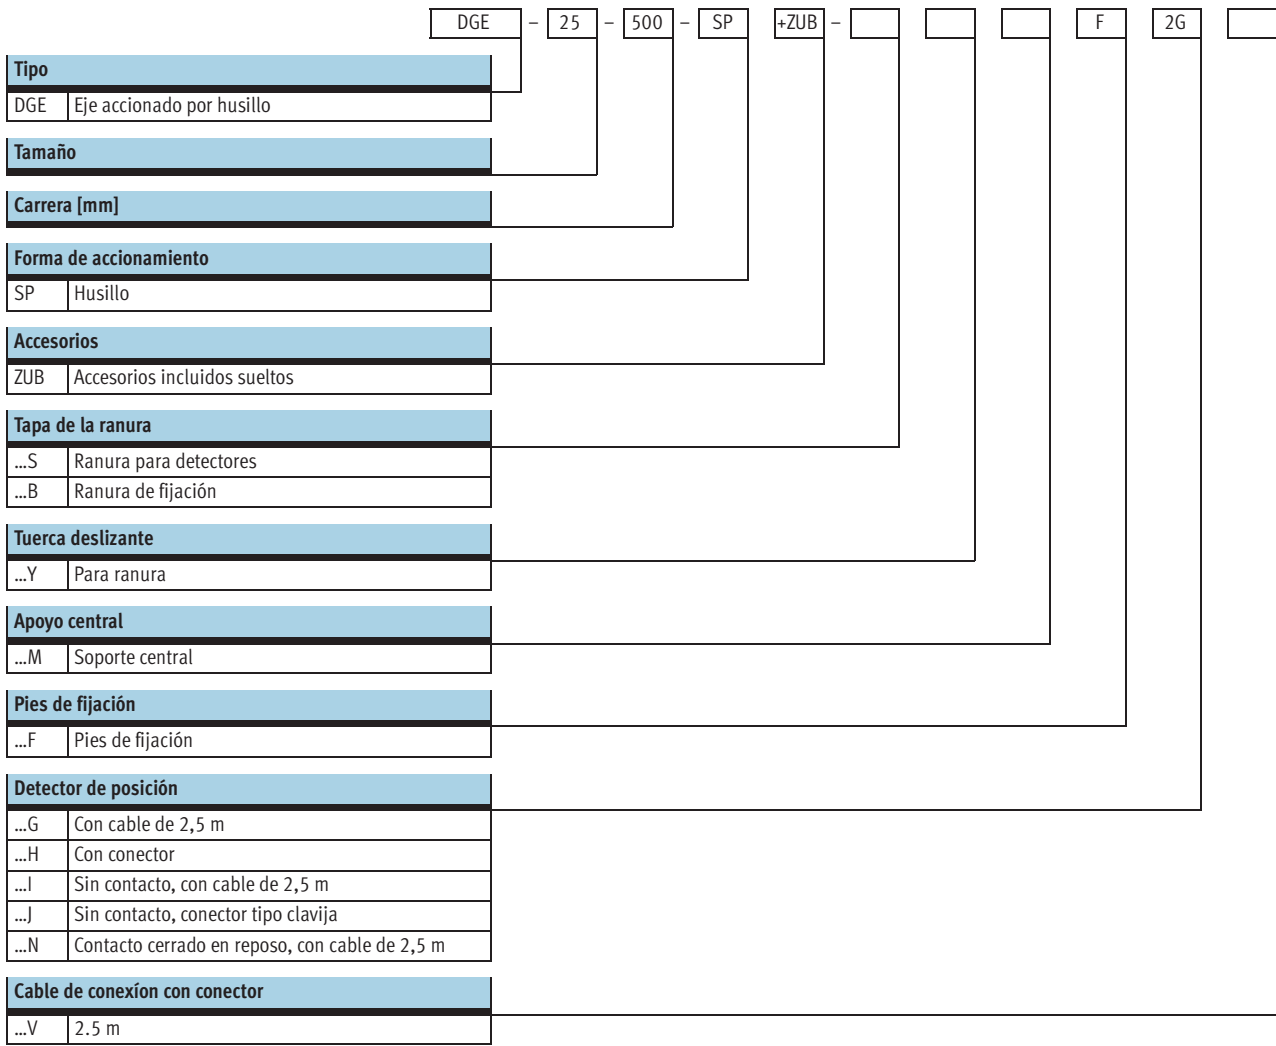 DGE – 25 – 500 – SP +ZUB – F 2G
Tipo
DGE Eje accionado por husillo
Tamaño
Carrera [mm]
Forma de accionamiento
SP Husillo
Accesorios
ZUB Accesorios incluidos sueltos
Tapa de la ranura
...S Ranura para detectores
...B Ranura de fijación
Tuerca deslizante
...Y Para ranura
Apoyo central
...M Soporte central
Pies de fijación
...F Pies de fijación
Detector de posición
...G Con cable de 2,5 m
...H Con conector
...I Sin contacto, con cable de 2,5 m
...J Sin contacto, conector tipo clavija
...N Contacto cerrado en reposo, con cable de 2,5 m
Cable de conexíon con conector
...V 2.5 m